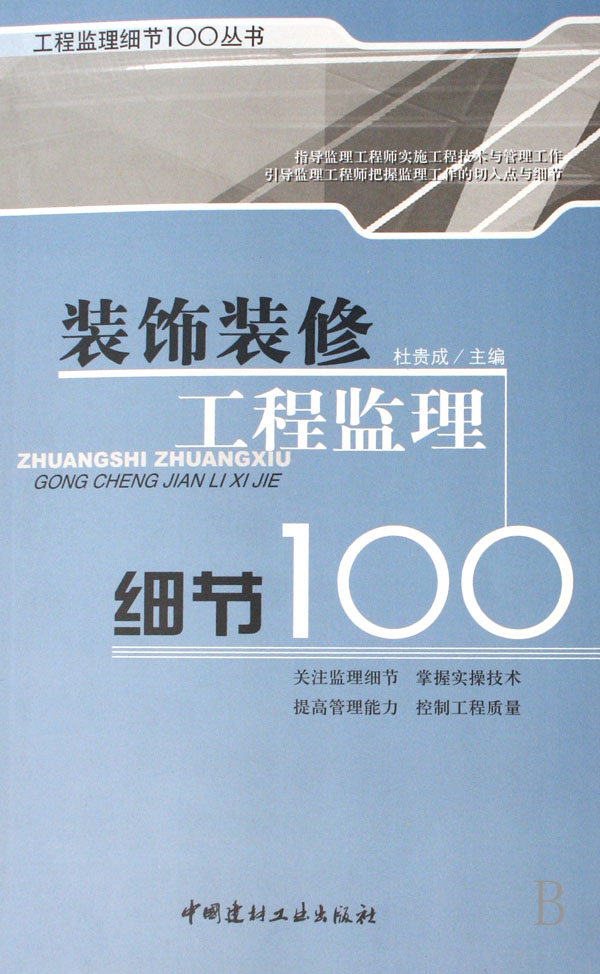 工程监理细节100丛书
指导监理工程师实施工程技术与管理工作
引导监理工程师把握监理工作的切入点与细节
装饰装修
杜贵成/主编
工程监理
ZHUANGSHI ZHUANGXIU
GONG CHENG JIAN LI XI JIE
细节100
关注监理细节 掌握实操技术
提高管理能力 控制工程质量
中国建材工业出版社
B